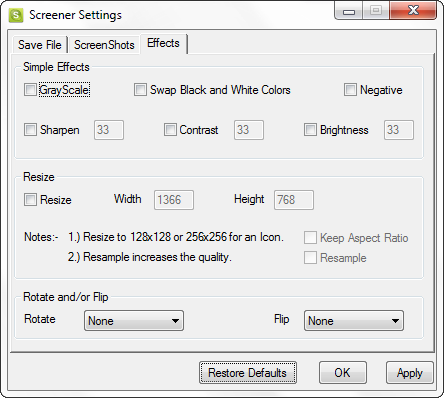 Screener Settings
Save File ScreenShots Effects
Simple Effects
GrayScale Swap Black and White Colors Negative
Sharpen 33 Contrast 33 Brightness 33
Resize
Resize Width 1366 Height 768
Notes:- 1.) Resize to 128x128 or 256x256 for an Icon. Keep Aspect Ratio
2.) Resample increases the quality. Resample
Rotate and/or Flip
Rotate None Flip None
Restore Defaults OK Apply